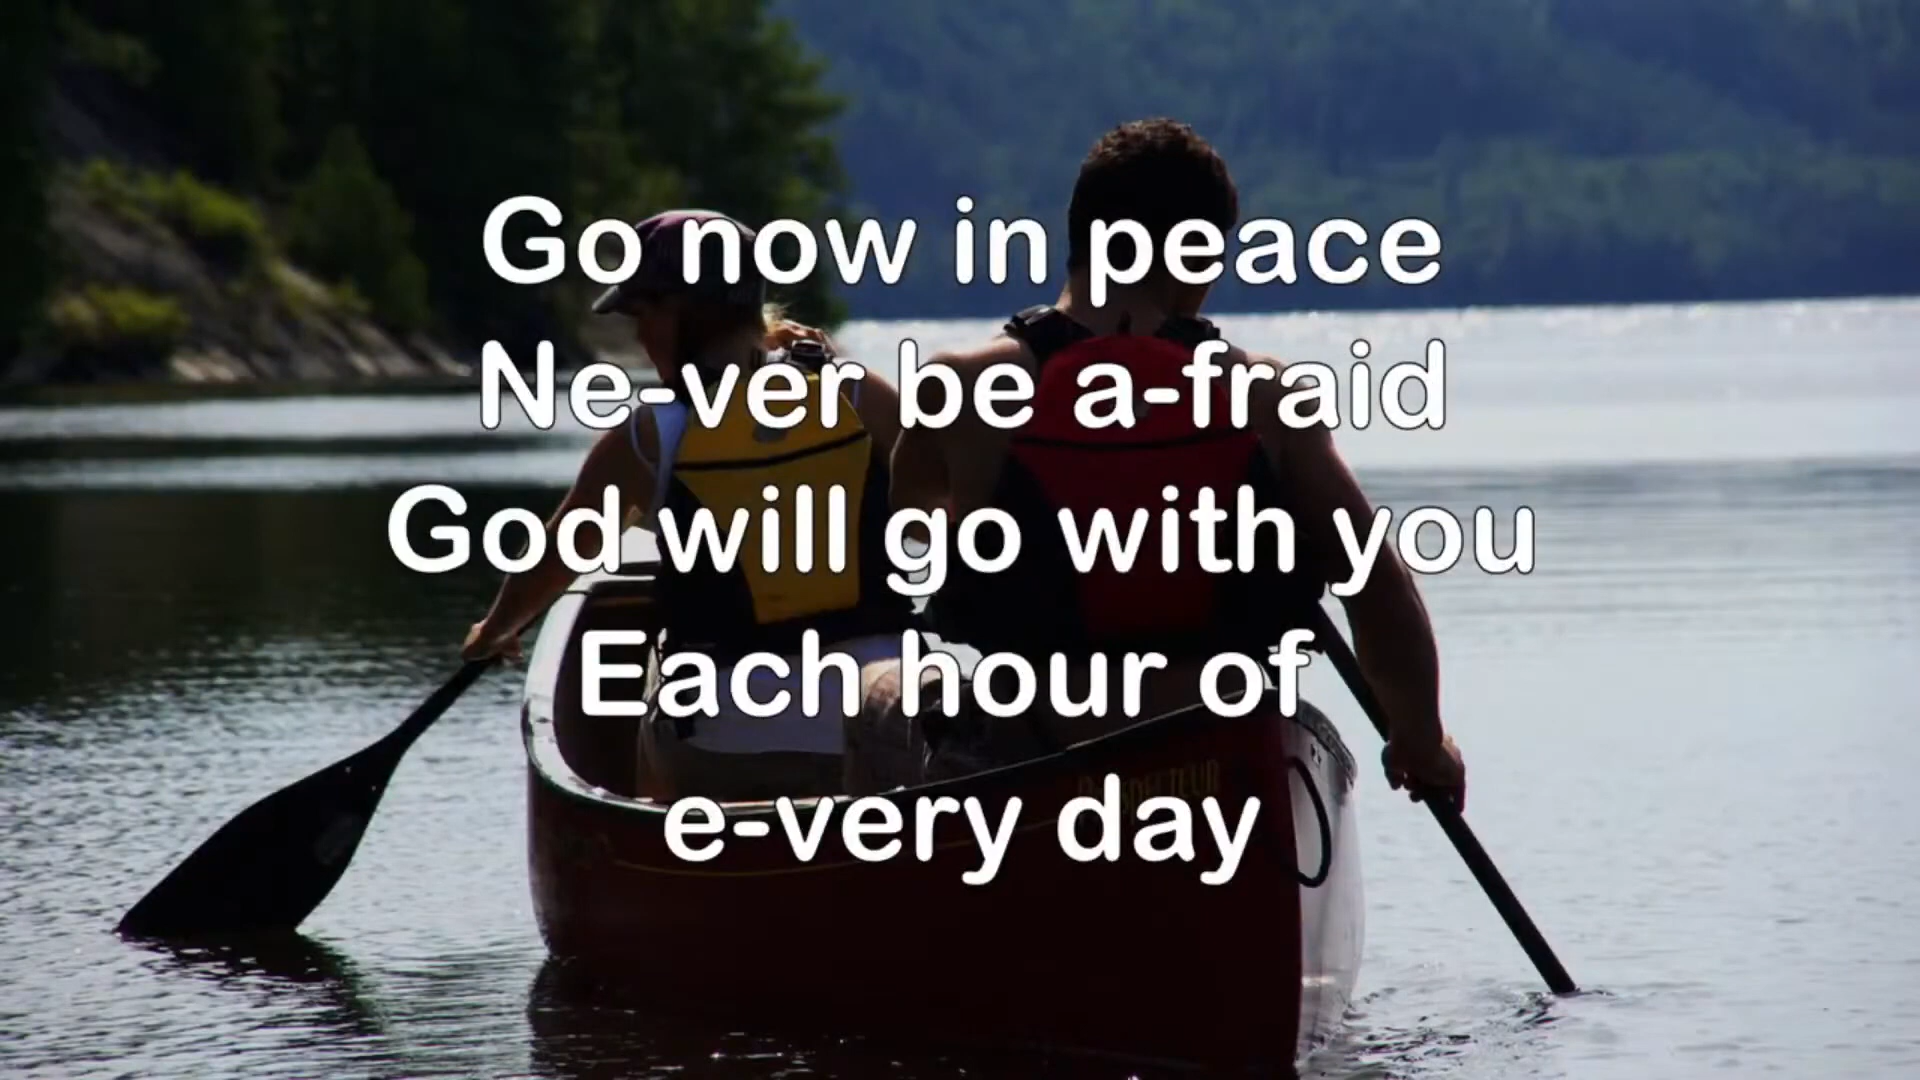 Go now in peace
Ne-ver be a-fraid
God will go with you
Each hour of
e-very day